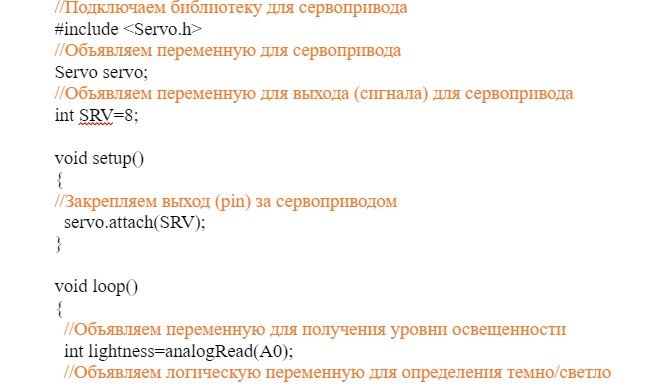 //Подключаем библиотеку для сервопривода
#include <Servo.h>
//Объявляем переменную для сервопривода
Servo servo;
//Объявляем переменную для выхода (сигнала) для сервопривода
int SRV=8;
void setup()
{
//Закрепляем выход (pin) за сервоприводом
servo.attach(SRV);
}
void loop()
{
//Объявляем переменную для получения уровни освещенности
int lightness=analogRead(A0);
//Объявляем логическую переменную для определения темно/светло